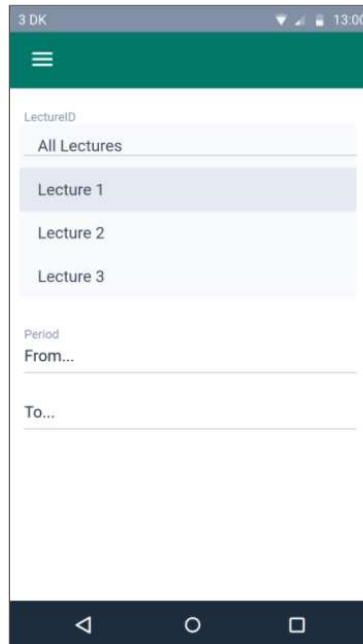 3 DK 13:00
LectureID
All Lectures
Lecture 1
Lecture 2
Lecture 3
Period
From...
To...